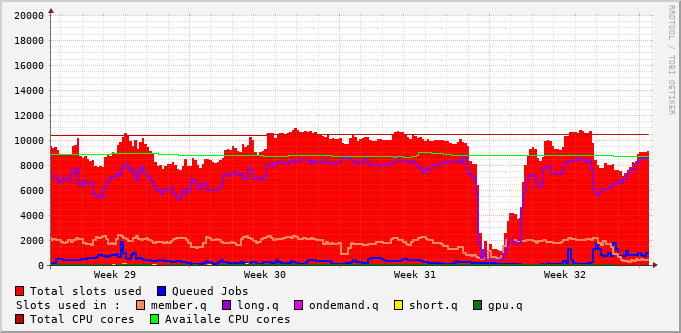 RRDTOOL / TOBI OETIKER
20000
18000
16000
14000
12000
10000
8000
6000
4000
2000
0
Week 29 Week 30 Week 31 Week 32
Total slots used Queued Jobs
Slots used in : member.q long.q ondemand.q short.q gpu.q
Total CPU cores Availale CPU cores